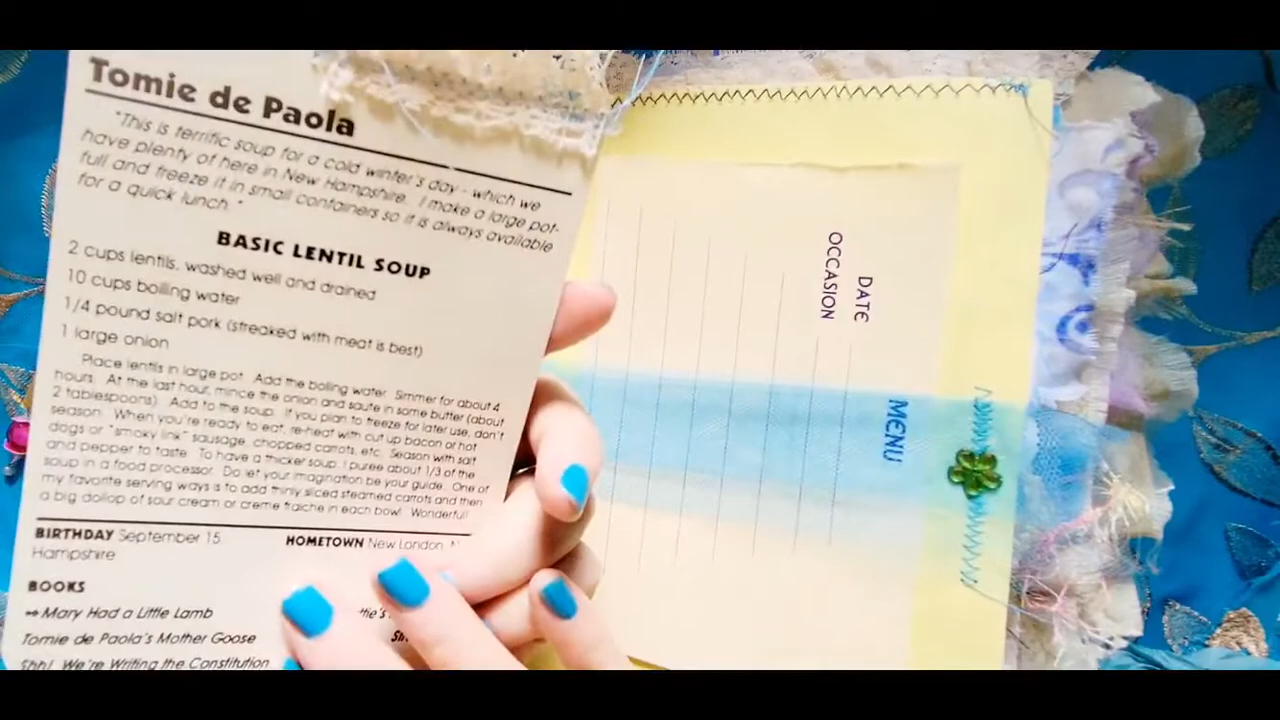 Tomie de Paola
"This is terrific soup for a cold winter's day - which we
have plenty of here in New Hampshire. I make a large pot-
full and freeze it in small containers so it is always available
for a quick lunch."
BASIC LENTIL SOUP
2 cups lentils, washed well and drained
10 cups boiling water
1/4 pound salt pork (streaked with meat is best)
1 large onion
Place lentils in large pot. Add the boiling water. Simmer for about 4
hours. At the last hour, mince the onion and saute in some butter (about
2 tablespoons). Add to the soup. If you plan to freeze for later use, don't
season. When you're ready to eat, re-heat with cut up bacon or hot
dogs or "smoky link" sausage, chopped carrots, etc. Season with salt
and pepper to taste. To have a thicker soup, I puree about 1/3 of the
soup in a food processor. Do let your imagination be your guide. One of
my favorite serving ways is to add thinly sliced steamed carrots and then
a big dollop of sour cream or creme fraiche in each bowl. Wonderful!
BIRTHDAY September 15
HOMETOWN New London, N
Hampshire
BOOKS
Mary Had a Little Lamb
tie's
Tomie de Paola's Mother Goose
Shh! We're Writing the Constitution
MENU
DATE
OCCASION